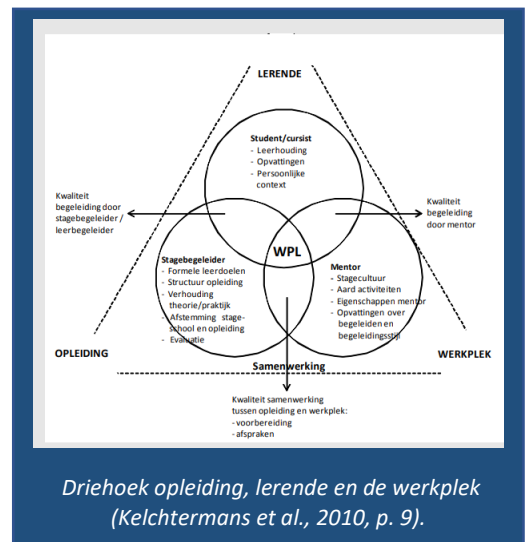 LERENDE
Student/cursist
- Leerhouding
- Opvattingen
- Persoonlijke
context
Kwaliteit
begeleiding door
stagebegeleider /
leerbegeleider
Kwaliteit
begeleiding
door mentor
WPL
Stagebegeleider
- Formele leerdoelen
- Structuur opleiding
- Verhouding
theorie/praktijk
- Afstemming stage-
school en opleiding
- Evaluatie
Mentor
- Stagecultuur
- Aard activiteiten
- Eigenschappen mentor
- Opvattingen over
begeleiden en
begeleidingsstijl
OPLEIDING
WERKPLEK
Samenwerking
Kwaliteit samenwerking
tussen opleiding en werkplek:
- voorbereiding
- afspraken
Driehoek opleiding, lerende en de werkplek
(Kelchtermans et al., 2010, p. 9).